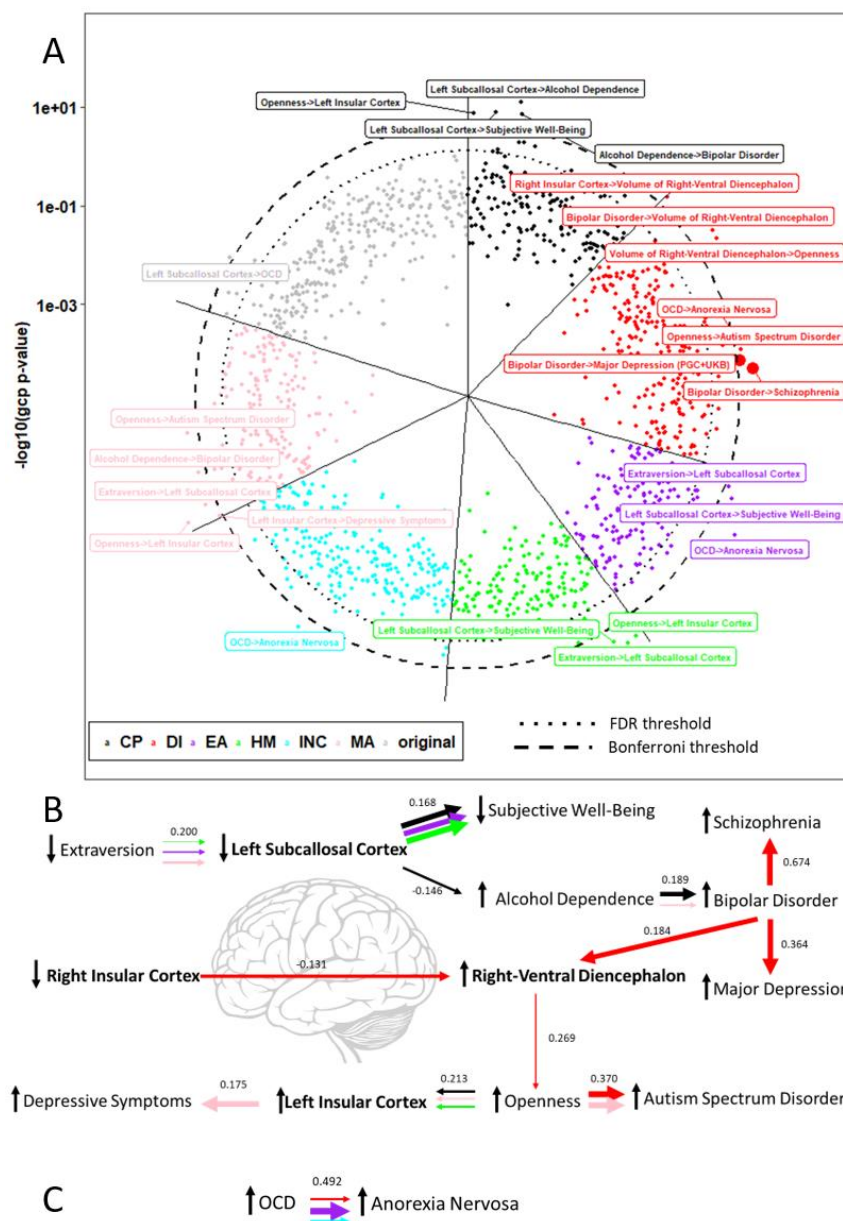 A
Left Subcallosal Cortex->Alcohol Dependence
1e+01
Openness->Left Insular Cortex
Left Subcallosal Cortex->Subjective Well-Being
Alcohol Dependence->Bipolar Disorder
Right Insular Cortex->Volume of Right-Ventral Diencephalon
1e-01
Bipolar Disorder->Volume of Right-Ventral Diencephalon
Volume of Right-Ventral Diencephalon->Openness
Left Subcallosal Cortex->OCD
1e-03
OCD->Anorexia Nervosa
Openness->Autism Spectrum Disorder
Bipolar Disorder->Major Depression (PGC+UKB)
Bipolar Disorder->Schizophrenia
-log10(gcp p-value)
Openness->Autism Spectrum Disorder
Alcohol Dependence->Bipolar Disorder
Extraversion->Left Subcallosal Cortex
Extraversion->Left Subcallosal Cortex
Left Insular Cortex->Depressive Symptoms
Left Subcallosal Cortex->Subjective Well-Being
Openness->Left Insular Cortex
OCD->Anorexia Nervosa
Openness->Left Insular Cortex
Left Subcallosal Cortex->Subjective Well-Being
OCD->Anorexia Nervosa
Extraversion->Left Subcallosal Cortex
a CP a DI a EA a HM a INC a MA a original
FDR threshold
Bonferroni threshold
B
0.168
Subjective Well-Being
Schizophrenia
0.200
Extraversion
Left Subcallosal Cortex
0.674
-0.146
Alcohol Dependence
0.189
Bipolar Disorder
0.184
0.364
Right Insular Cortex
-0.131
Right-Ventral Diencephalon
Major Depression
0.269
Depressive Symptoms
0.175
Left Insular Cortex
0.213
Openness
0.370
Autism Spectrum Disorder
C
OCD
0.492
Anorexia Nervosa